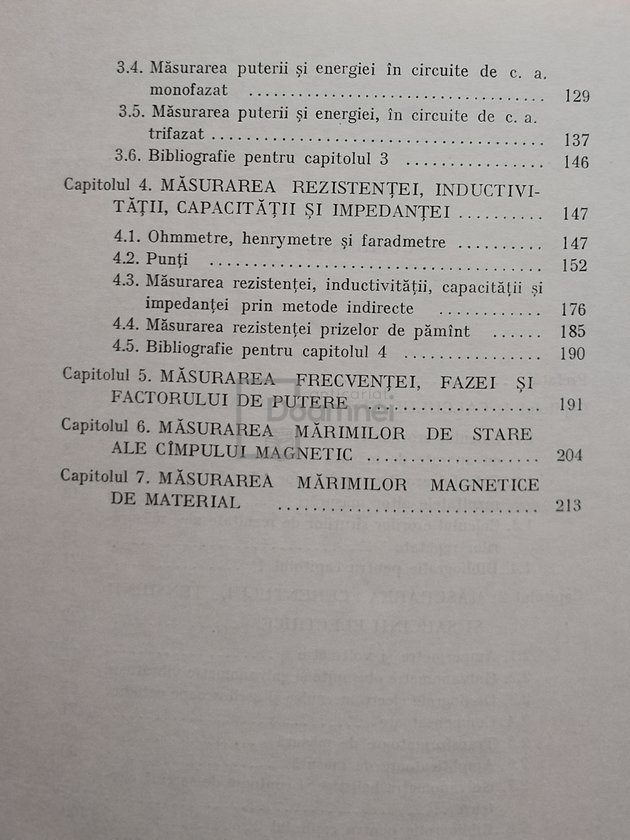 3.4. Măsurarea puterii și energiei în circuite de c. a.
monofazat .................................. 129
3.5. Măsurarea puterii și energiei, în circuite de c. a.
trifazat ...................................... 137
3.6. Bibliografie pentru capitolul 3 ................ 146
Capitolul 4. MĂSURAREA REZISTENȚEI, INDUCTIVI-
TĂȚII, CAPACITĂȚII ȘI IMPEDANȚEI .......... 147
4.1. Ohmmetre, henrymetre și faradmetre .......... 147
4.2. Punți ...................................... 152
4.3. Măsurarea rezistenței, inductivității, capacității și
impedanței prin metode indirecte ............ 176
4.4. Măsurarea rezistenței prizelor de pămînt ...... 185
4.5. Bibliografie pentru capitolul 4 ................ 190
Capitolul 5. MĂSURAREA FRECVENȚEI, FAZEI ȘI
FACTORULUI DE PUTERE .................... 191
Capitolul 6. MĂSURAREA MĂRIMILOR DE STARE
ALE CÎMPULUI MAGNETIC .................... 204
Capitolul 7. MĂSURAREA MĂRIMILOR MAGNETICE
DE MATERIAL ............................... 213
anticariat
Doamnei